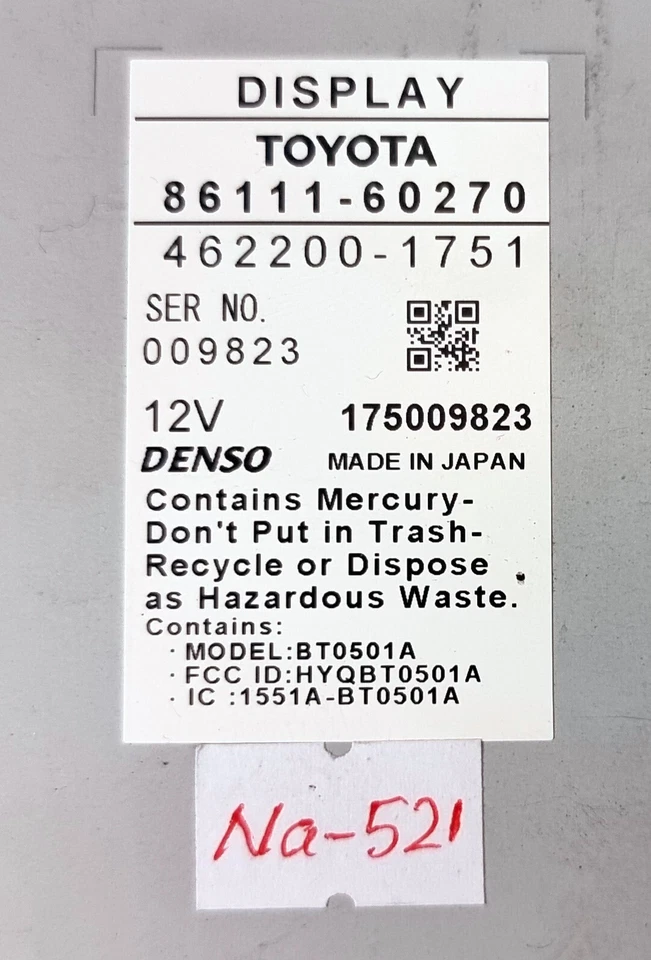 DISPLAY
TOYOTA
86111-60270
462200-1751
SER NO.
009823
12V 175009823
DENSO MADE IN JAPAN
Contains Mercury-
Don't Put in Trash-
Recycle or Dispose
as Hazardous Waste.
Contains:
· MODEL:BT0501A
· FCC ID:HYQBT0501A
· IC :1551A-BT0501A
Na-521